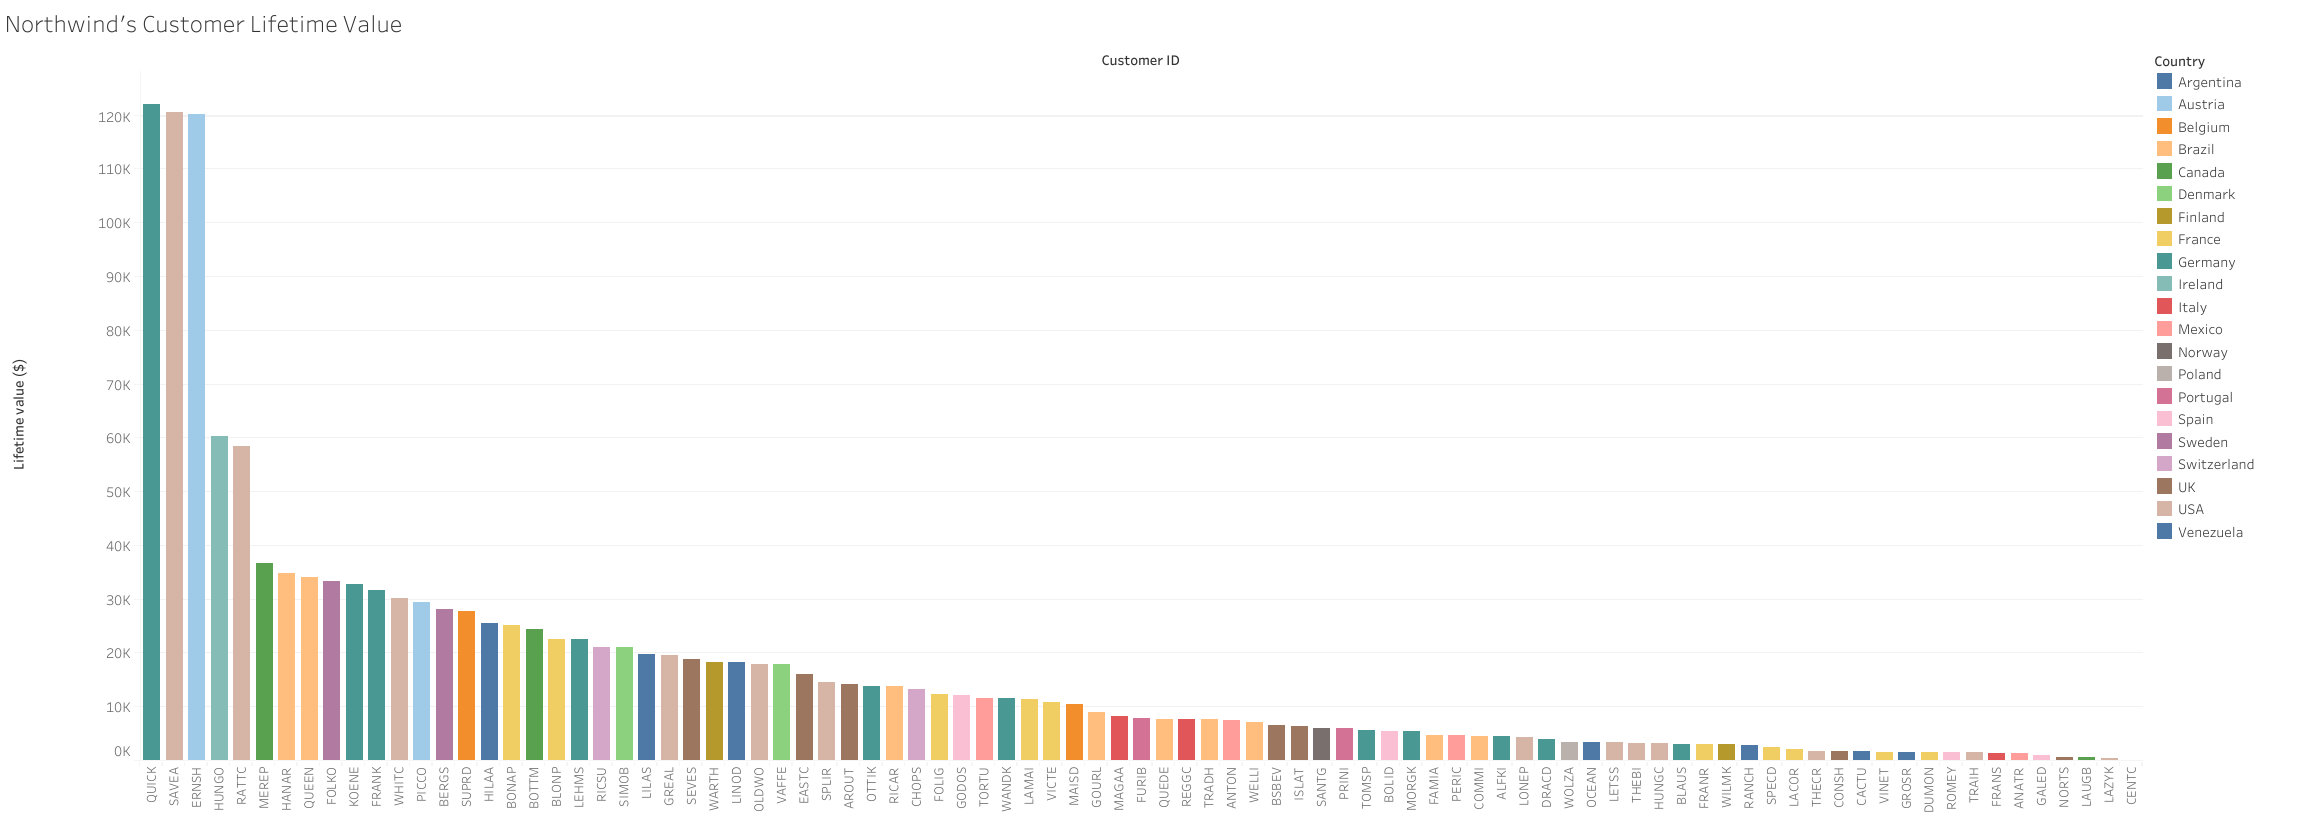 Northwind's Customer Lifetime Value
Customer ID
Lifetime value ($)
120K
110K
100K
90K
80K
70K
60K
50K
40K
30K
20K
10K
0K
QUICK
SAVEA
ERNSH
HUNGO
RATTC
MEREP
HANAR
QUEEN
FOLKO
KOENE
FRANK
WHITC
PICCO
BERGS
SUPRD
HILAA
BONAP
BOTTM
BLONP
LEHMS
RICSU
SIMOB
LILAS
GREAL
SEVES
WARTH
LINOD
OLDWO
VAFFE
EASTC
SPLIR
AROUT
OTTIK
RICAR
CHOPS
FOLIG
GODOS
TORTU
WANDK
LAMAI
VICTE
MAISD
GOURL
MAGAA
FURIB
QUEDE
REGGC
TRADH
ANTON
WELLI
BSBEV
ISLAT
SANTG
PRINI
TOMSP
BOLID
MORGK
FAMIA
PERIC
COMMI
ALFKI
LONEP
DRACD
WOLZA
OCEAN
LETSS
THEBI
HUNGC
BLAUS
FRANR
WILMK
RANCH
SPECD
LACOR
THECR
CONSH
CACTU
VINET
GROSR
DUMON
ROMEY
TRAIH
FRANS
ANATR
GALED
NORTS
LAUGB
LAZYK
CENTC
Country
Argentina
Austria
Belgium
Brazil
Canada
Denmark
Finland
France
Germany
Ireland
Italy
Mexico
Norway
Poland
Portugal
Spain
Sweden
Switzerland
UK
USA
Venezuela